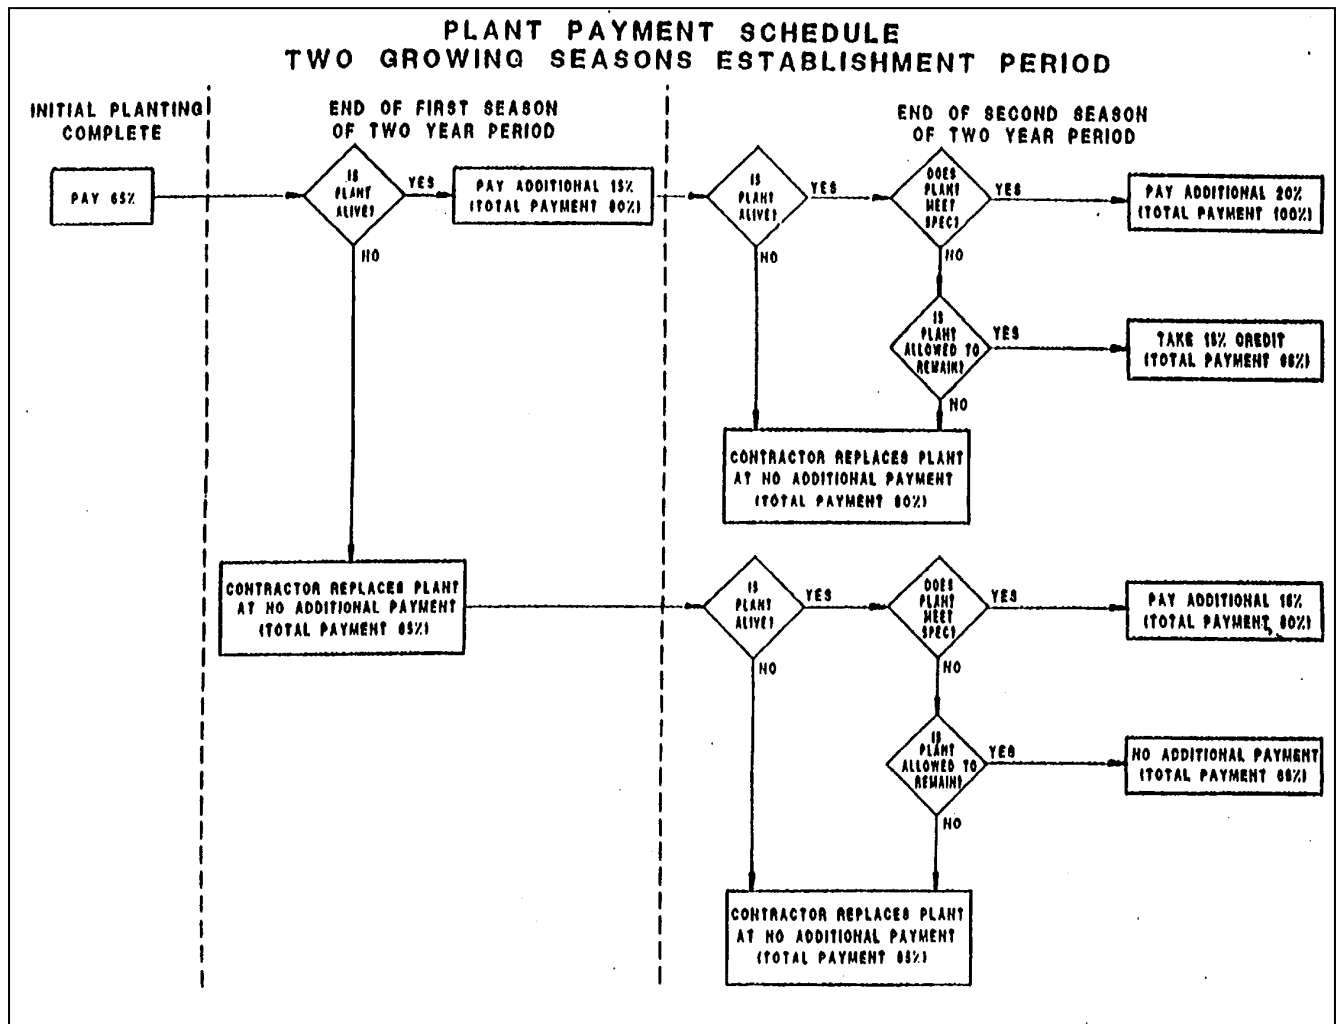 PLANT PAYMENT SCHEDULE
TWO GROWING SEASONS ESTABLISHMENT PERIOD
INITIAL PLANTING
COMPLETE
END OF FIRST SEASON
OF TWO YEAR PERIOD
END OF SECOND SEASON
OF TWO YEAR PERIOD
PAY 65%
IS
PLANT
ALIVE?
YES
NO
PAY ADDITIONAL 15%
(TOTAL PAYMENT 80%)
IS
PLANT
ALIVE?
YES
NO
DOES
PLANT
MEET
SPEC?
YES
NO
PAY ADDITIONAL 20%
(TOTAL PAYMENT 100%)
IS
PLANT
ALLOWED TO
REMAIN?
YES
NO
TAKE 15% CREDIT
(TOTAL PAYMENT 65%)
CONTRACTOR REPLACES PLANT
AT NO ADDITIONAL PAYMENT
(TOTAL PAYMENT 80%)
CONTRACTOR REPLACES PLANT
AT NO ADDITIONAL PAYMENT
(TOTAL PAYMENT 65%)
IS
PLANT
ALIVE?
YES
NO
DOES
PLANT
MEET
SPEC?
YES
NO
PAY ADDITIONAL 15%
(TOTAL PAYMENT 80%)
IS
PLANT
ALLOWED TO
REMAIN?
YES
NO
NO ADDITIONAL PAYMENT
(TOTAL PAYMENT 65%)
CONTRACTOR REPLACES PLANT
AT NO ADDITIONAL PAYMENT
(TOTAL PAYMENT 65%)